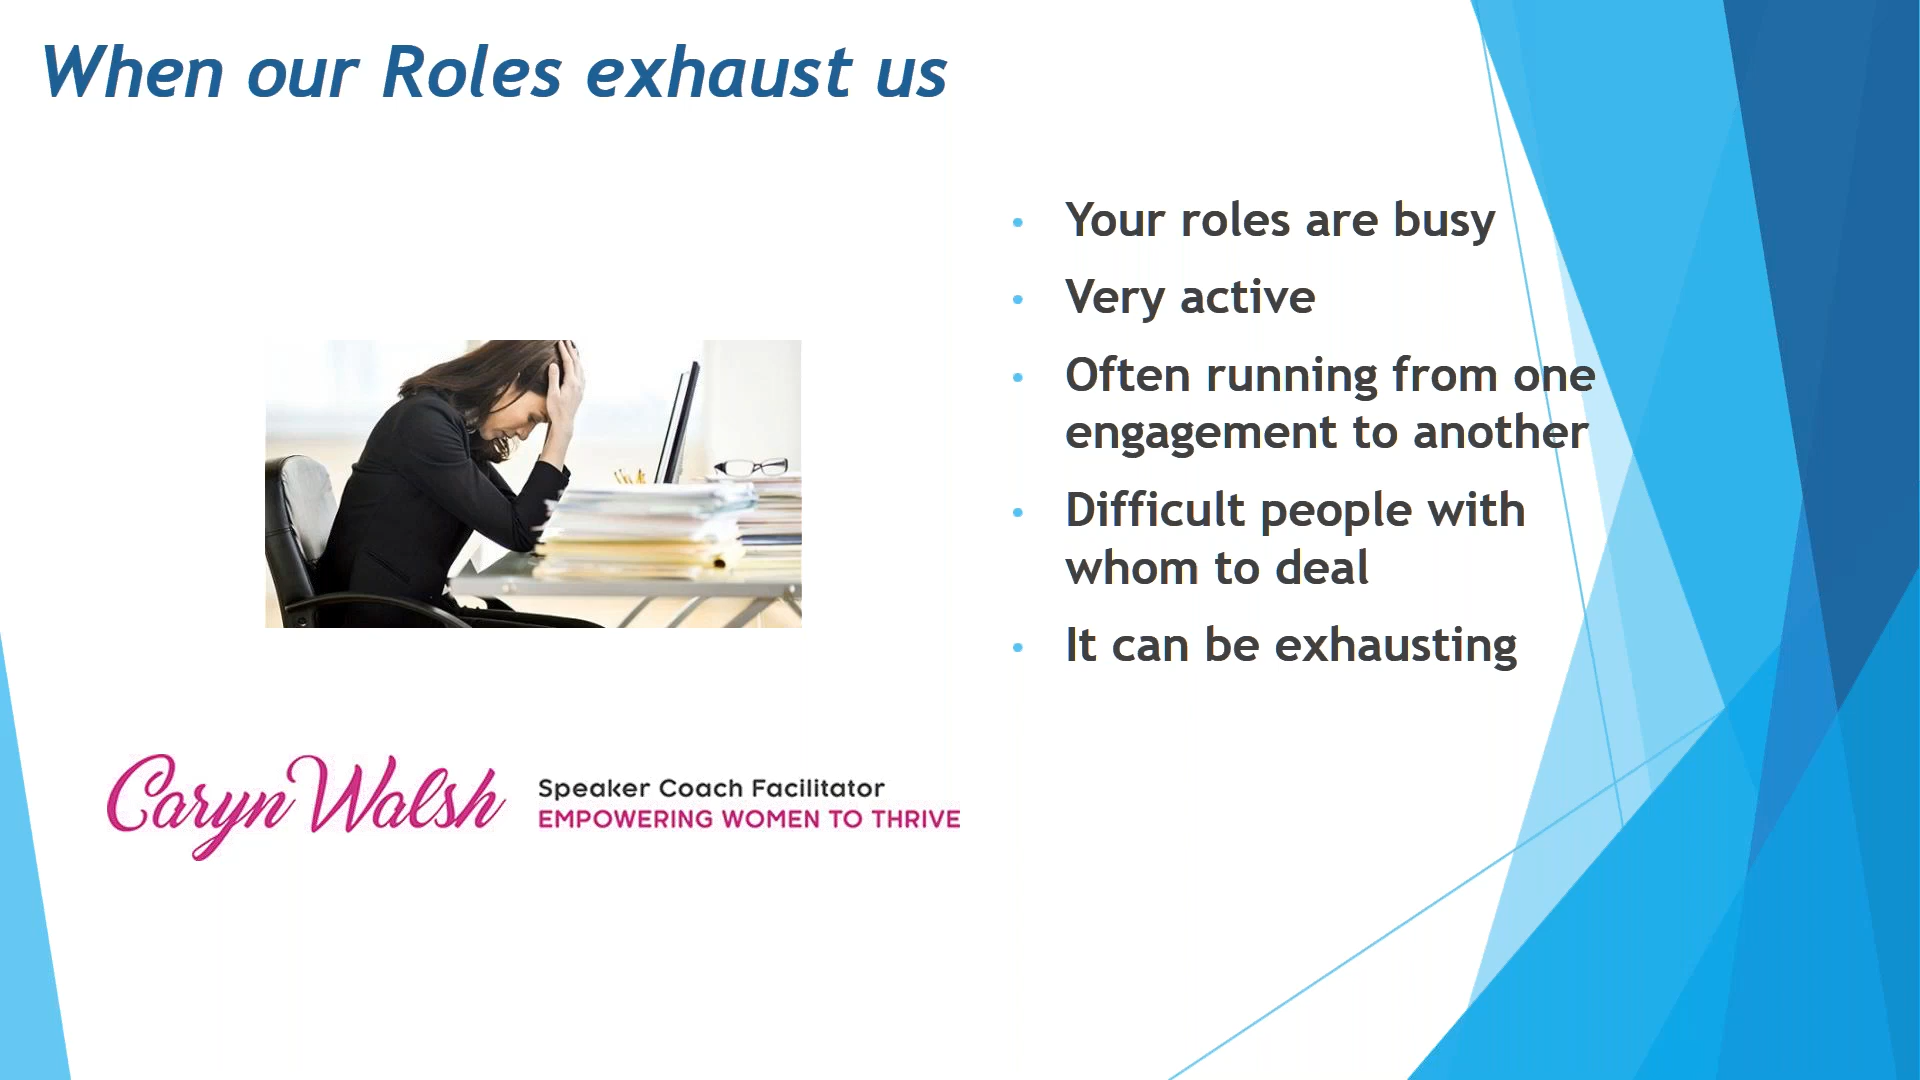 When our Roles exhaust us
• Your roles are busy
• Very active
• Often running from one
engagement to another
• Difficult people with
whom to deal
• It can be exhausting
Caryn Walsh
Speaker Coach Facilitator
EMPOWERING WOMEN TO THRIVE